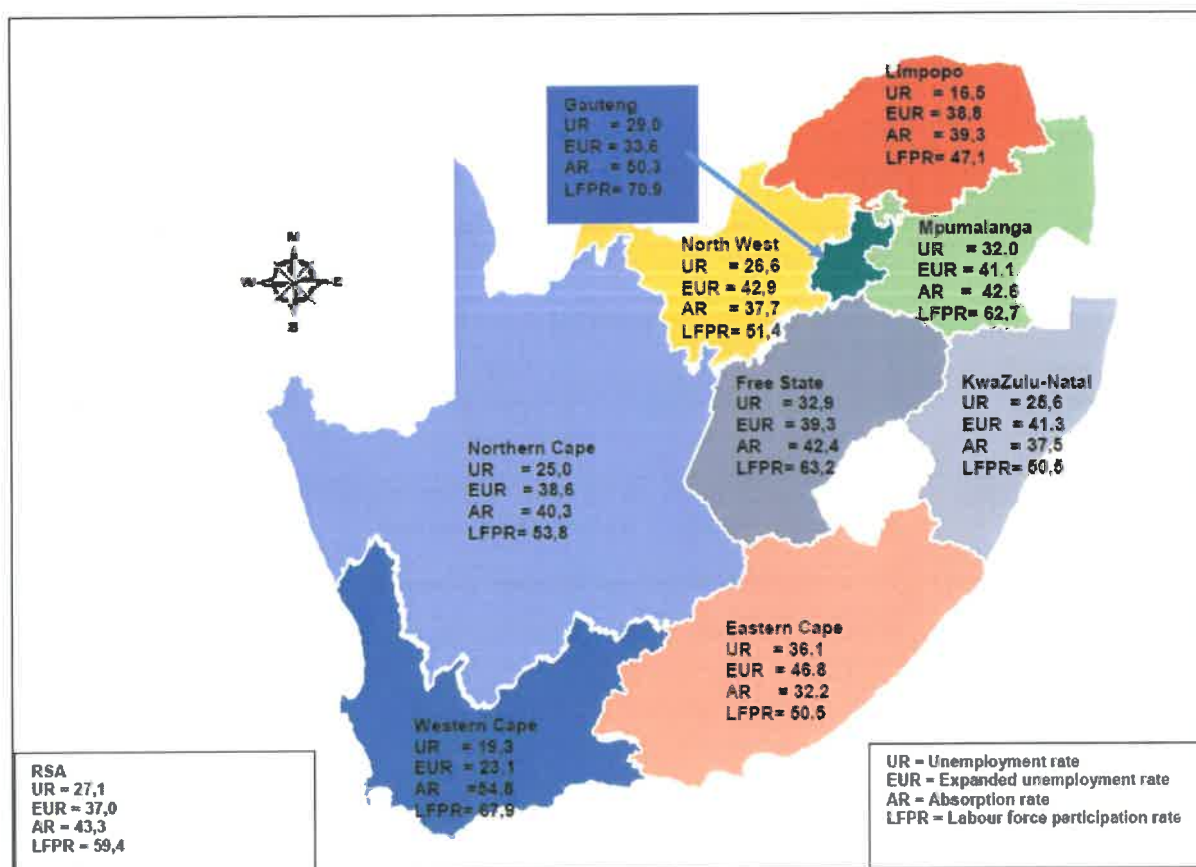 Limpopo
UR = 16,5
EUR = 38,8
AR = 39,3
LFPR= 47,1
Gauteng
UR = 29,0
EUR = 33,6
AR = 50,3
LFPR= 70,9
Mpumalanga
UR = 32.0
EUR = 41.1
AR = 42.6
LFPR= 62,7
North West
UR = 26,6
EUR = 42,9
AR = 37,7
LFPR= 51,4
N
W
E
S
Free State
UR = 32,9
EUR = 39,3
AR = 42,4
LFPR= 63,2
KwaZulu-Natal
UR = 25,6
EUR = 41.3
AR = 37,5
LFPR= 50,5
Northern Cape
UR = 25,0
EUR = 38,6
AR = 40,3
LFPR= 53,8
Eastern Cape
UR = 36.1
EUR = 46.8
AR = 32.2
LFPR= 50,5
Western Cape
UR = 19,3
EUR = 23,1
AR =54,8
LFPR= 67,9
RSA
UR = 27,1
EUR = 37,0
AR = 43,3
LFPR = 59,4
UR = Unemployment rate
EUR = Expanded unemployment rate
AR = Absorption rate
LFPR = Labour force participation rate